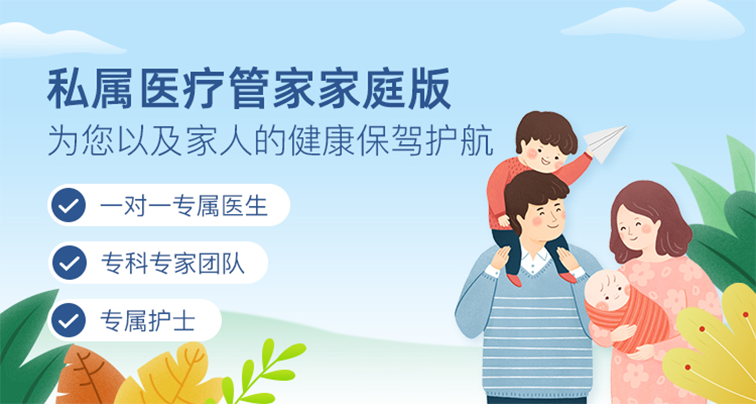 私属医疗管家家庭版
为您以及家人的健康保驾护航
一对一专属医生
专科专家团队
专属护士